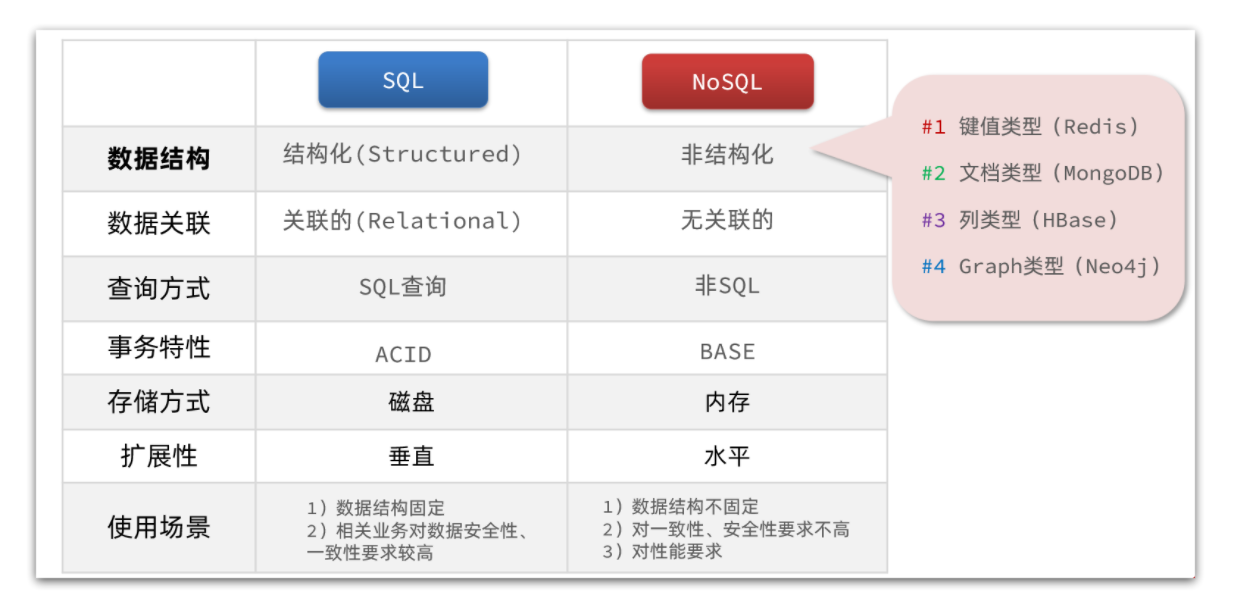 SQL
NoSQL
数据结构
结构化(Structured)
非结构化
#1 键值类型（Redis）
#2 文档类型（MongoDB）
#3 列类型（HBase）
#4 Graph类型（Neo4j）
数据关联
关联的(Relational)
无关联的
查询方式
SQL查询
非SQL
事务特性
ACID
BASE
存储方式
磁盘
内存
扩展性
垂直
水平
使用场景
1）数据结构固定
2）相关业务对数据安全性、
一致性要求较高
1）数据结构不固定
2）对一致性、安全性要求不高
3）对性能要求